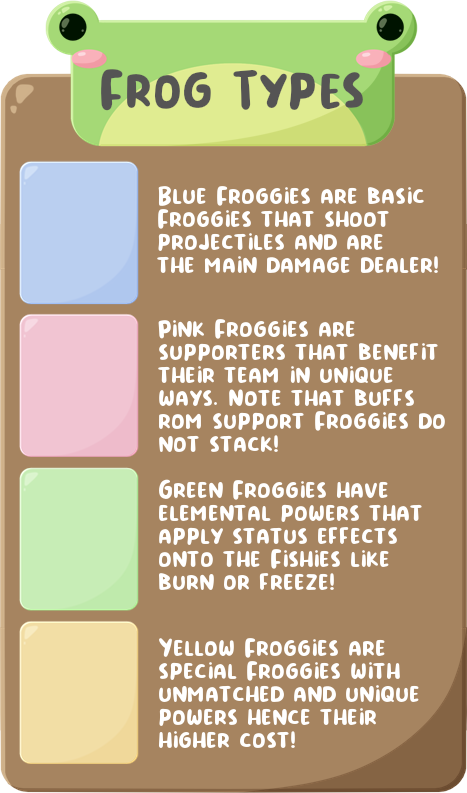 Frog Types
Blue Froggies are basic
Froggies that shoot
projectiles and are
the main damage dealer!
Pink Froggies are
supporters that benefit
their team in unique
ways. Note that buffs
rom support Froggies do
not stack!
Green Froggies have
elemental powers that
apply status effects
onto the Fishies like
burn or freeze!
Yellow Froggies are
special Froggies with
unmatched and unique
powers hence their
higher cost!